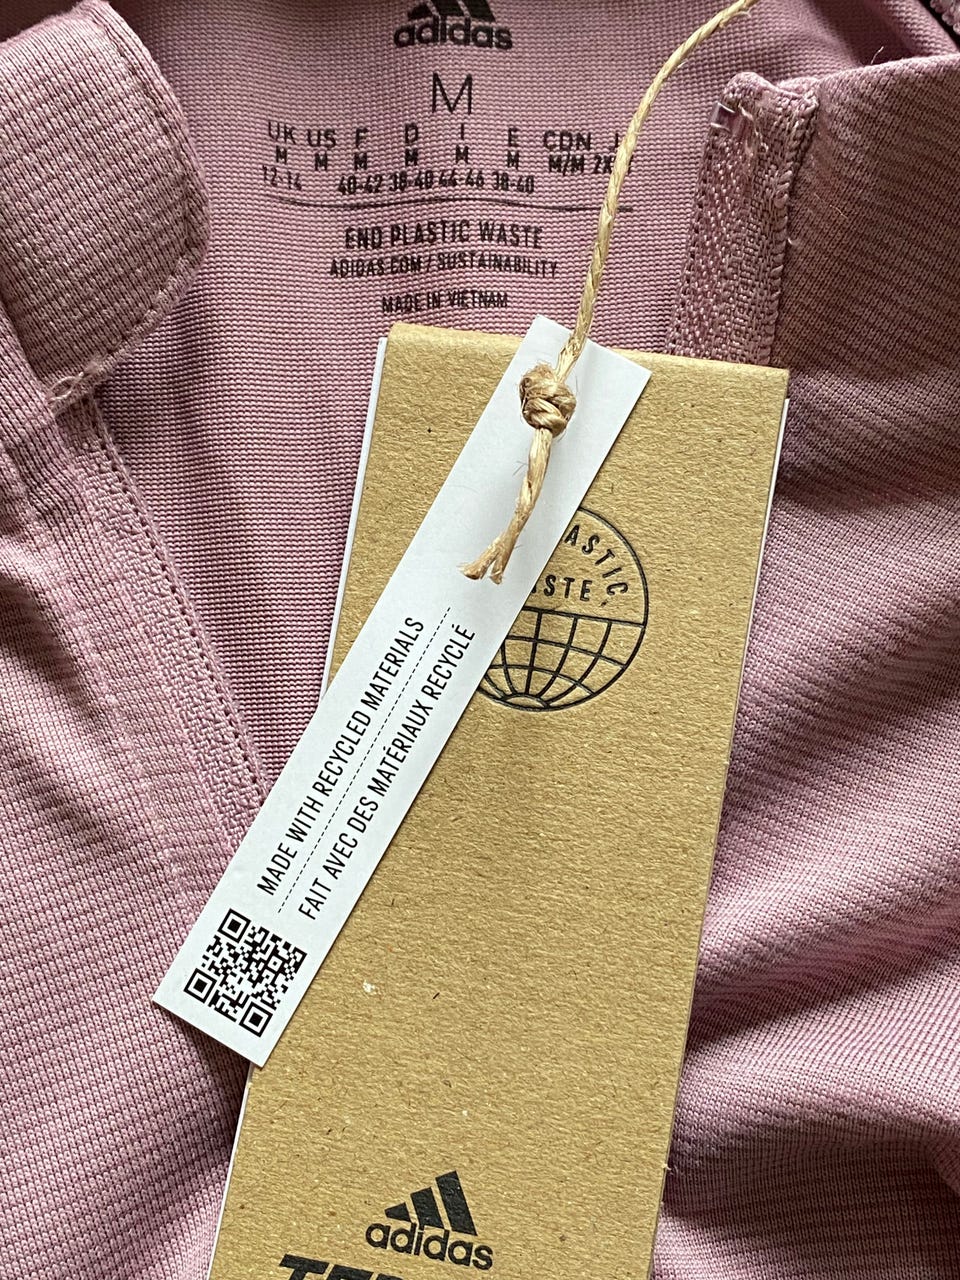 adidas
M
UK US F D I E CDN J
M M M M M M M/M
12-14 40-42 38-40 44-46 38-40
END PLASTIC WASTE
ADIDAS.COM / SUSTAINABILITY
MADE IN VIETNAM
MADE WITH RECYCLED MATERIALS
FAIT AVEC DES MATÉRIAUX RECYCLÉ
adidas